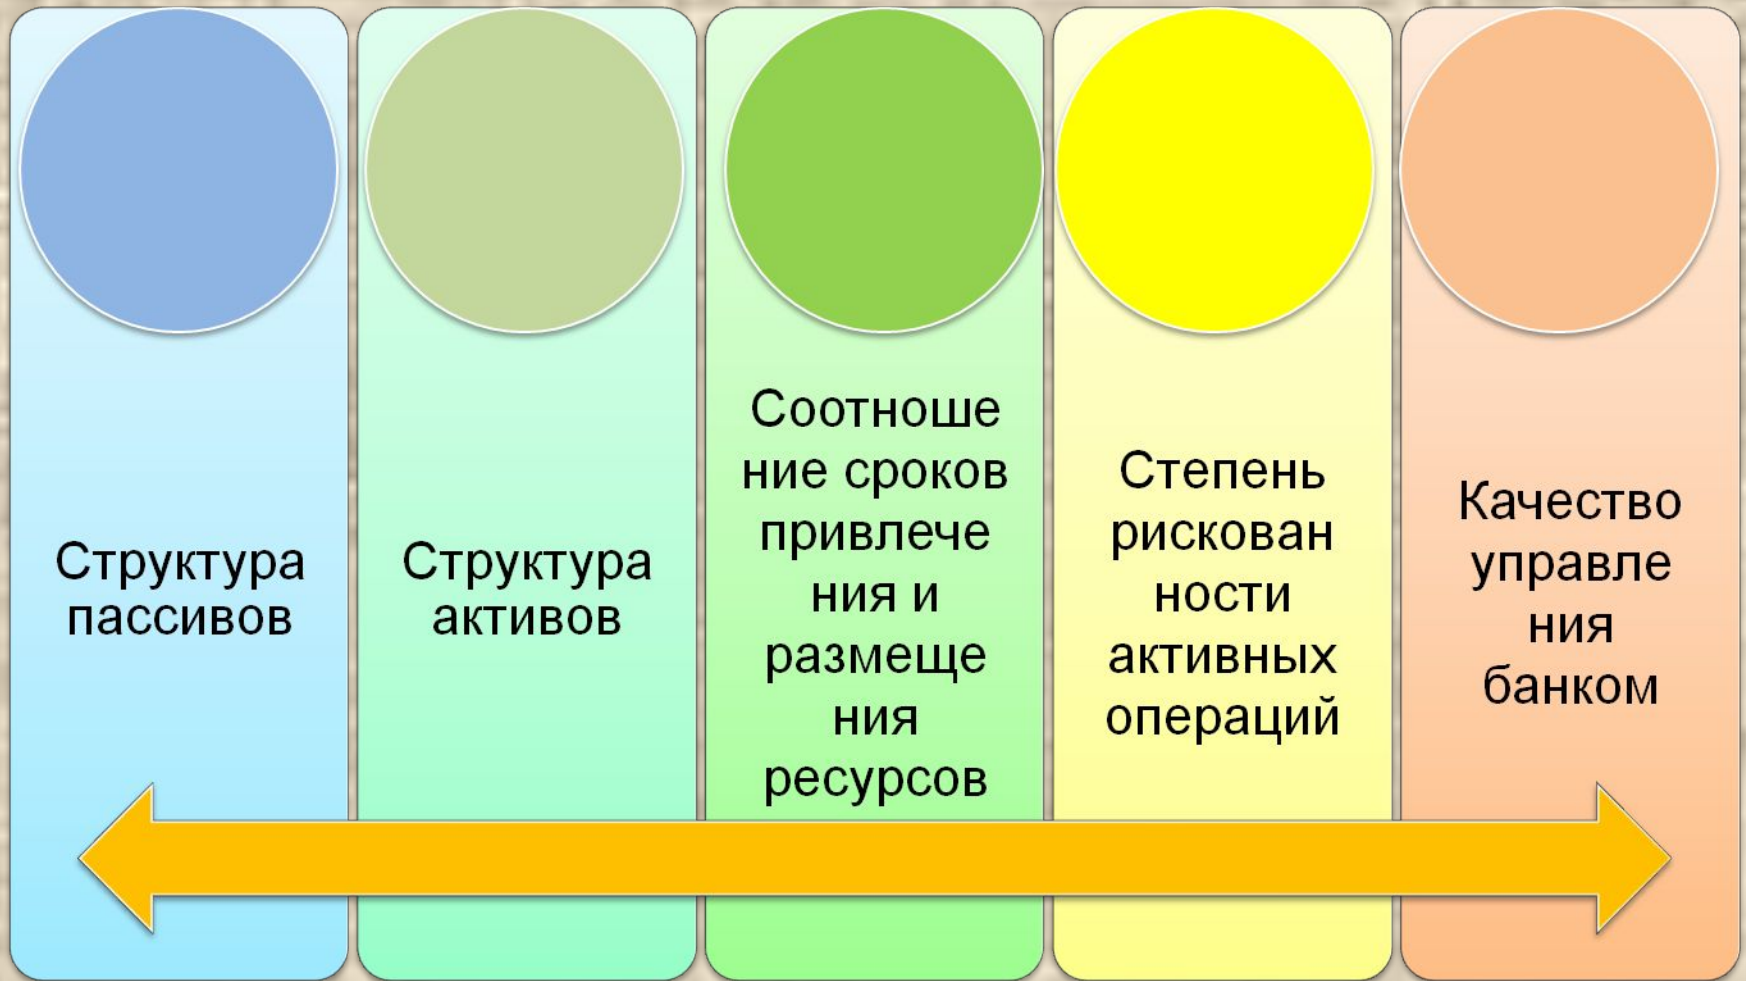 Структура
пассивов
Структура
активов
Соотноше
ние сроков
привлече
ния и
размеще
ния
ресурсов
Степень
рискован
ности
активных
операций
Качество
управле
ния
банком